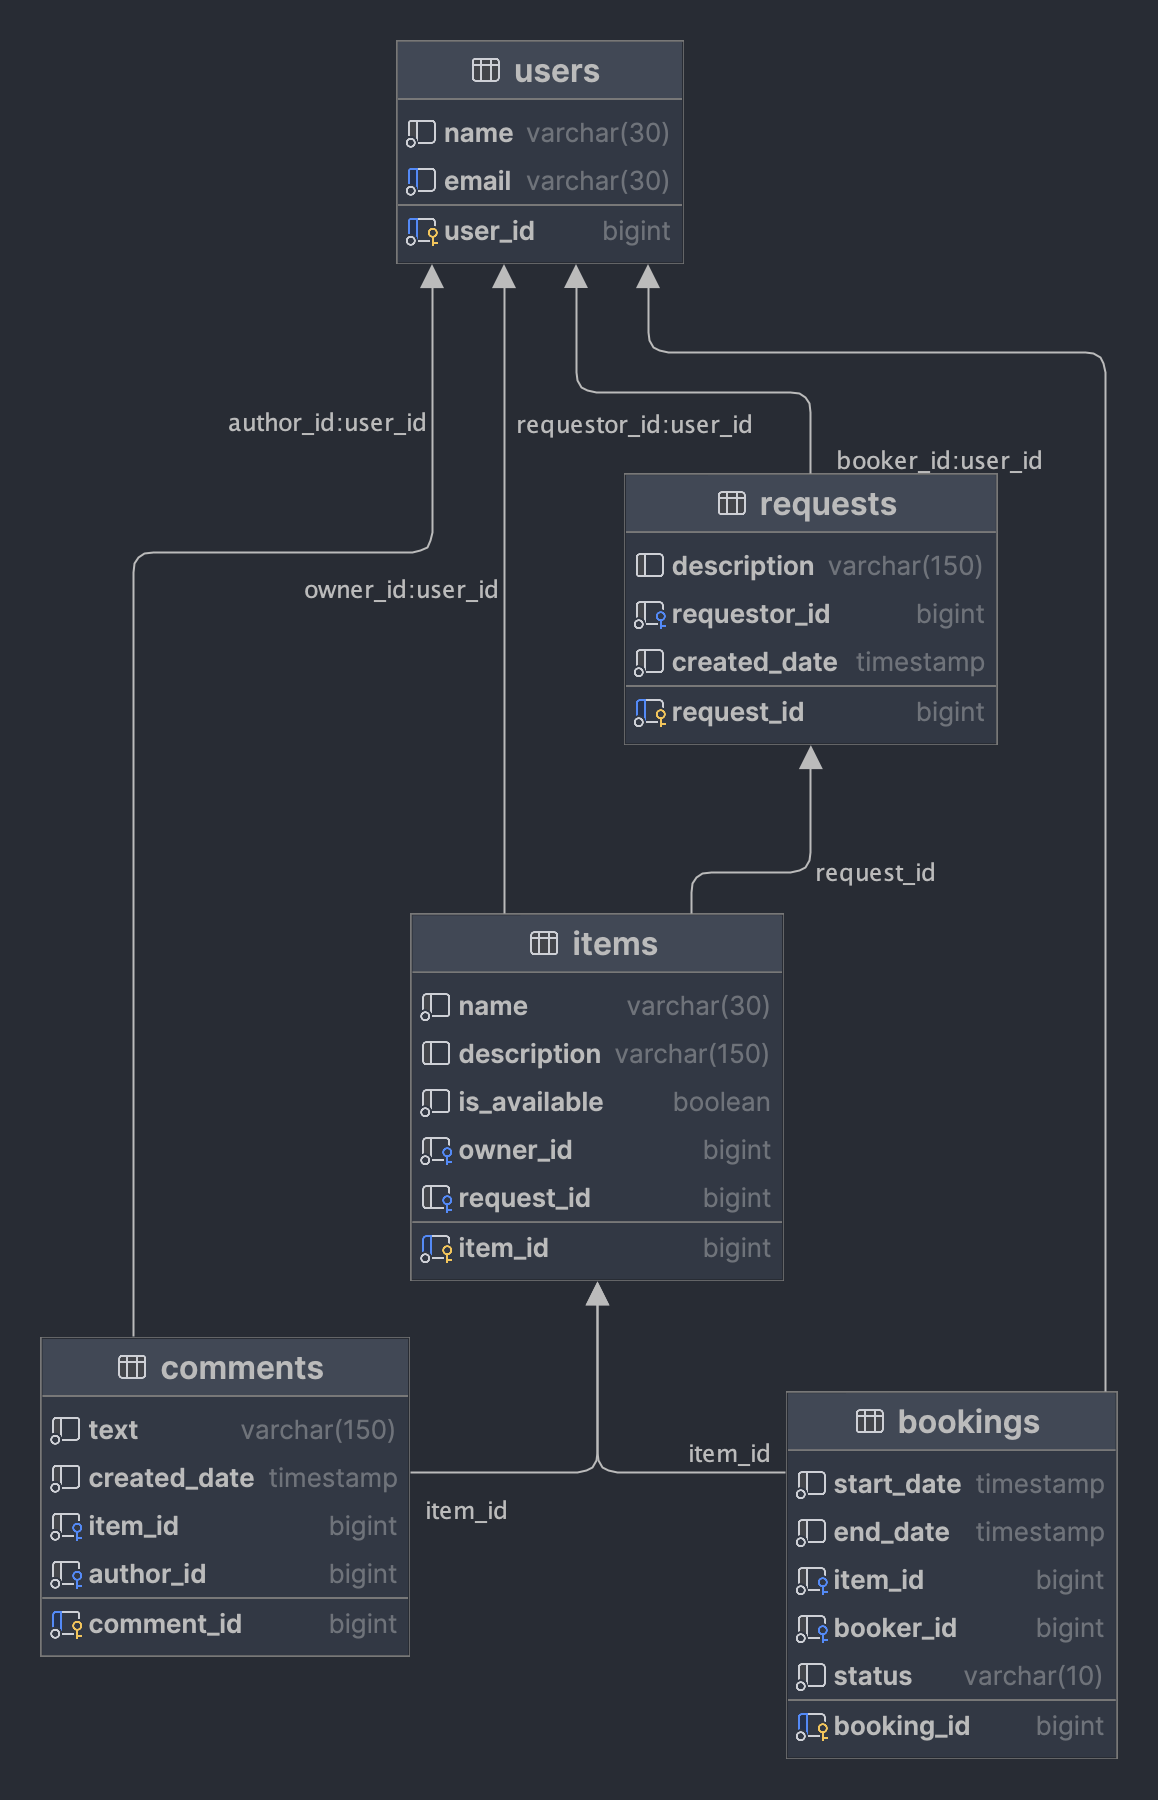 users
name varchar(30)
email varchar(30)
user_id bigint
author_id:user_id
requestor_id:user_id
booker_id:user_id
owner_id:user_id
requests
description varchar(150)
requestor_id bigint
created_date timestamp
request_id bigint
request_id
items
name varchar(30)
description varchar(150)
is_available boolean
owner_id bigint
request_id bigint
item_id bigint
comments
text varchar(150)
created_date timestamp
item_id bigint
author_id bigint
comment_id bigint
item_id
item_id
bookings
start_date timestamp
end_date timestamp
item_id bigint
booker_id bigint
status varchar(10)
booking_id bigint